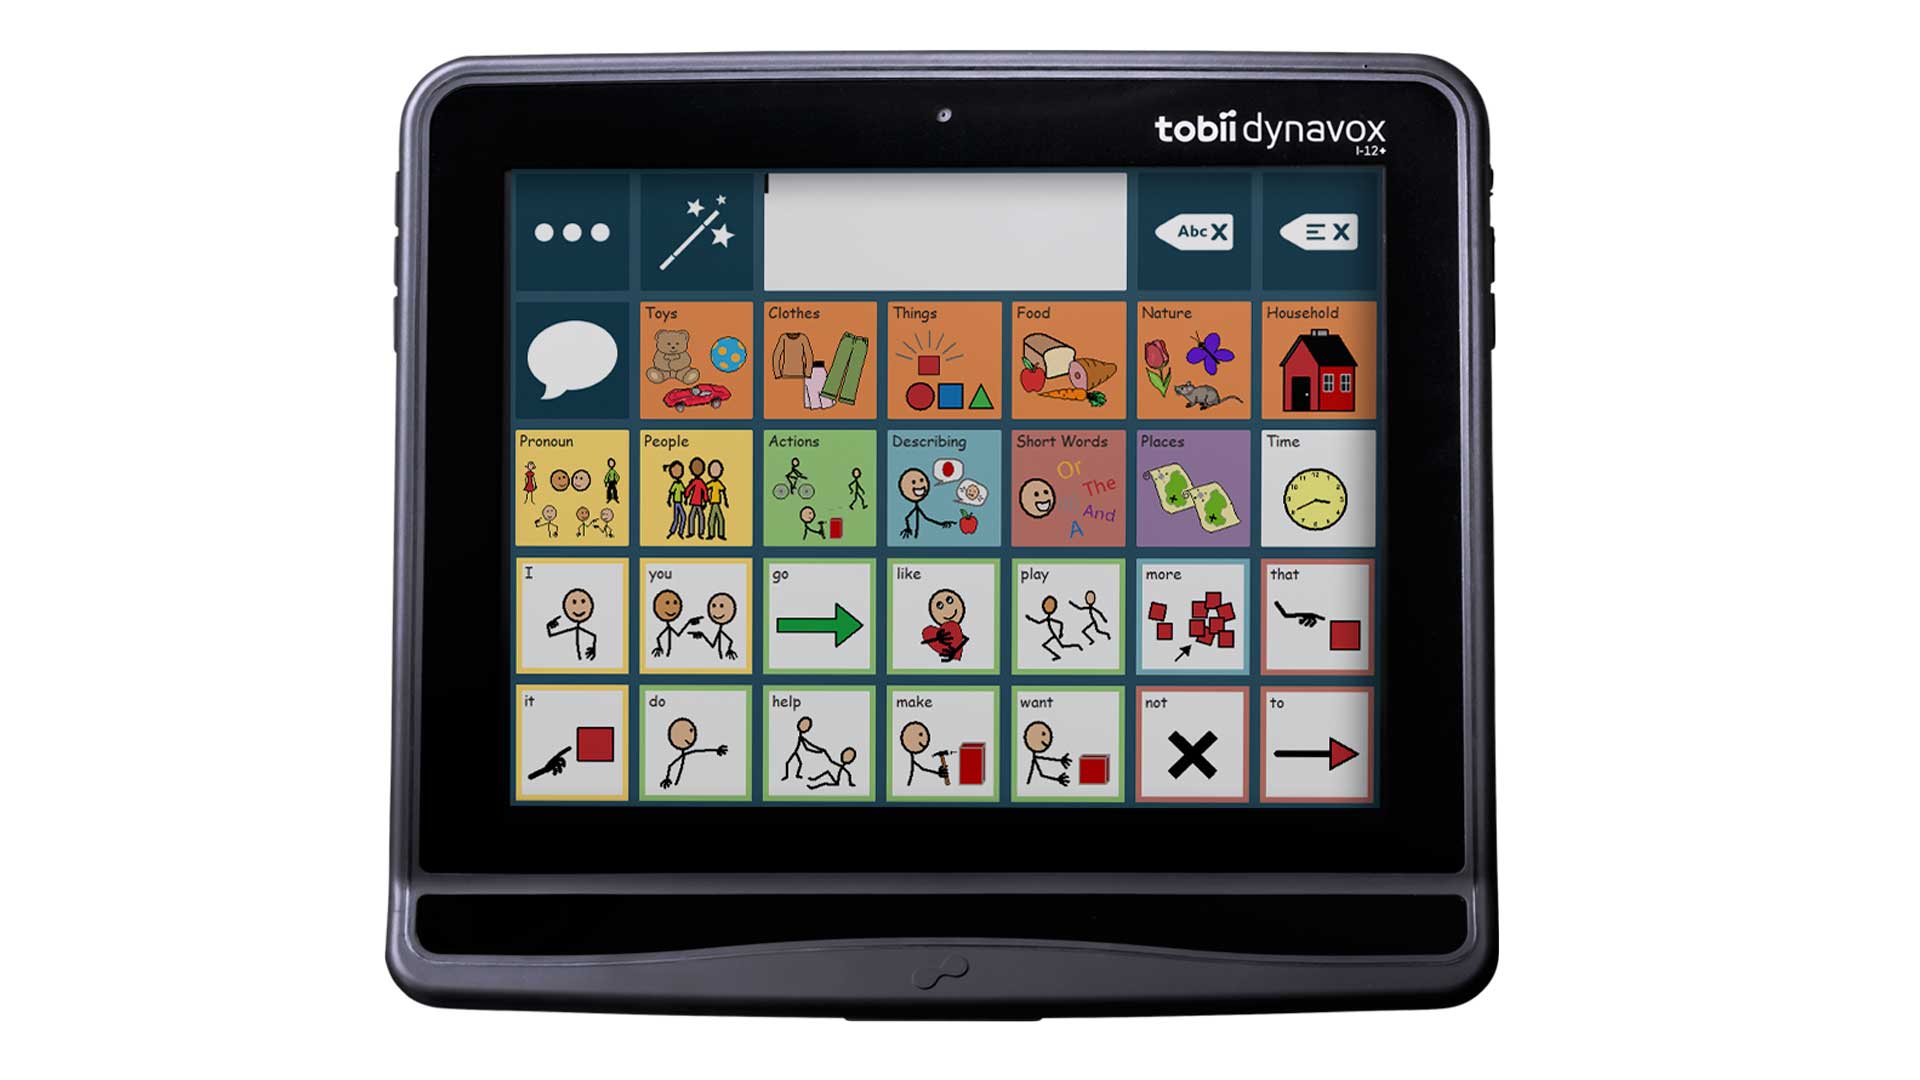 tobii dynavox
I-12+
Abc X
X
Toys
Clothes
Things
Food
Nature
Household
Pronoun
People
Actions
Describing
Short Words
Or
The
And
A
Places
Time
I
you
go
like
play
more
that
it
do
help
make
want
not
to